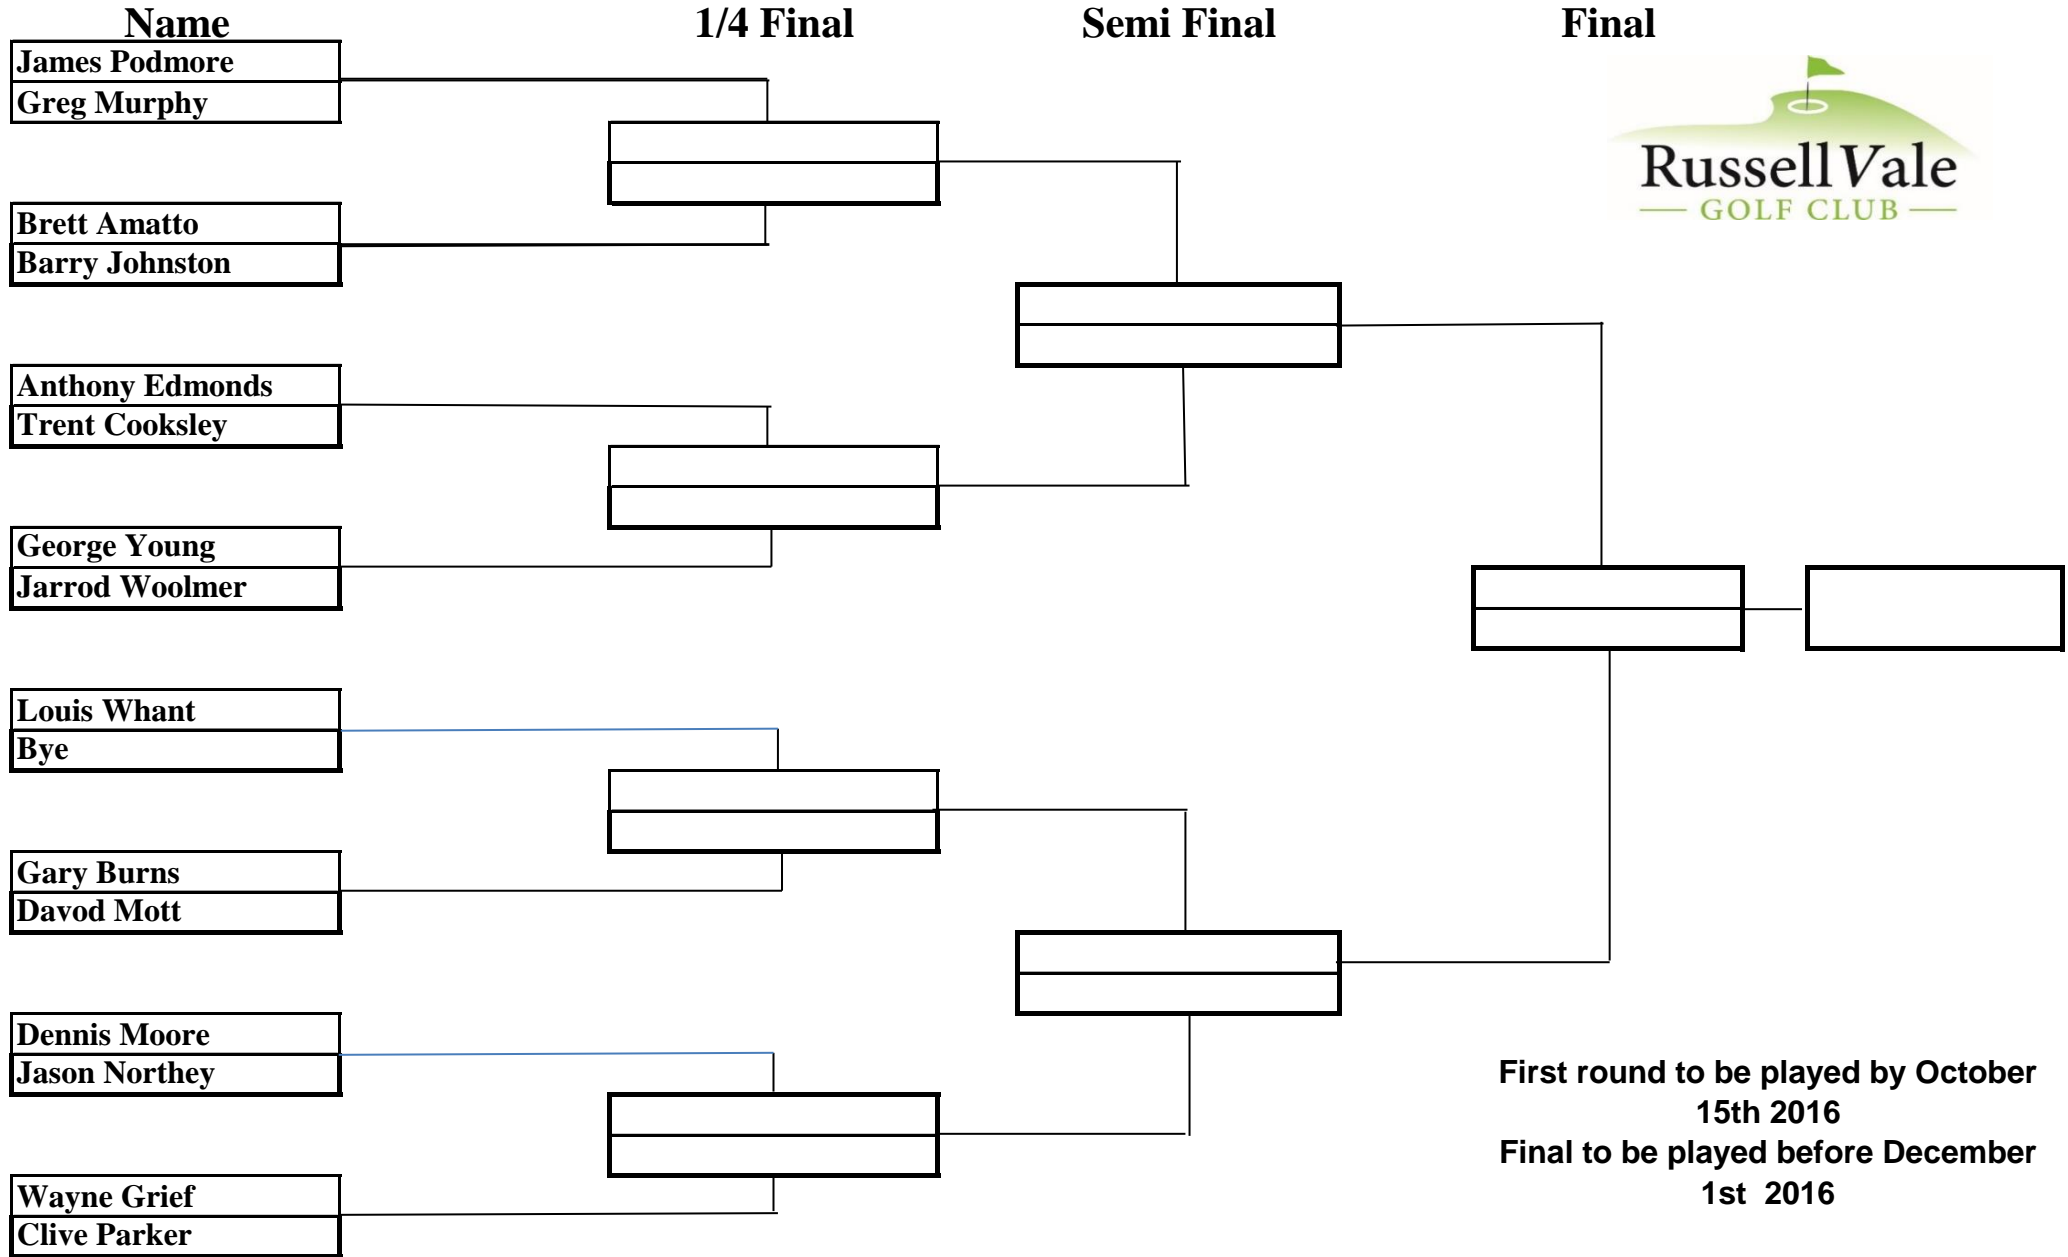 Name 1/4 Final Semi Final Final
James Podmore
Greg Murphy
RussellVale
GOLF CLUB
Brett Amatto
Barry Johnston
Anthony Edmonds
Trent Cooksley
George Young
Jarrod Woolmer
Louis Whant
Bye
Gary Burns
Davod Mott
Dennis Moore
Jason Northey
Wayne Grief
Clive Parker
First round to be played by October
15th 2016
Final to be played before December
1st 2016